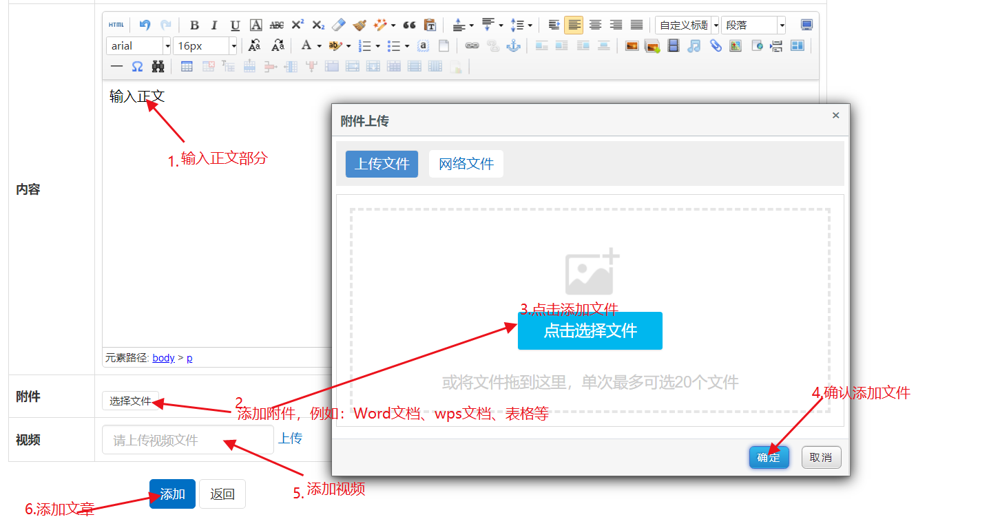 HTML B I U A ABC X² X₂ 自定义标题 段落
arial 16px
输入正文
1.输入正文部分
内容
附件上传 ×
上传文件 网络文件
3.点击添加文件
点击选择文件
或将文件拖到这里，单次最多可选20个文件
元素路径: body > p
附件 选择文件
2
添加附件，例如：Word文档、wps文档、表格等
4.确认添加文件
视频 请上传视频文件 上传
确定 取消
5.添加视频
添加 返回
6.添加文章